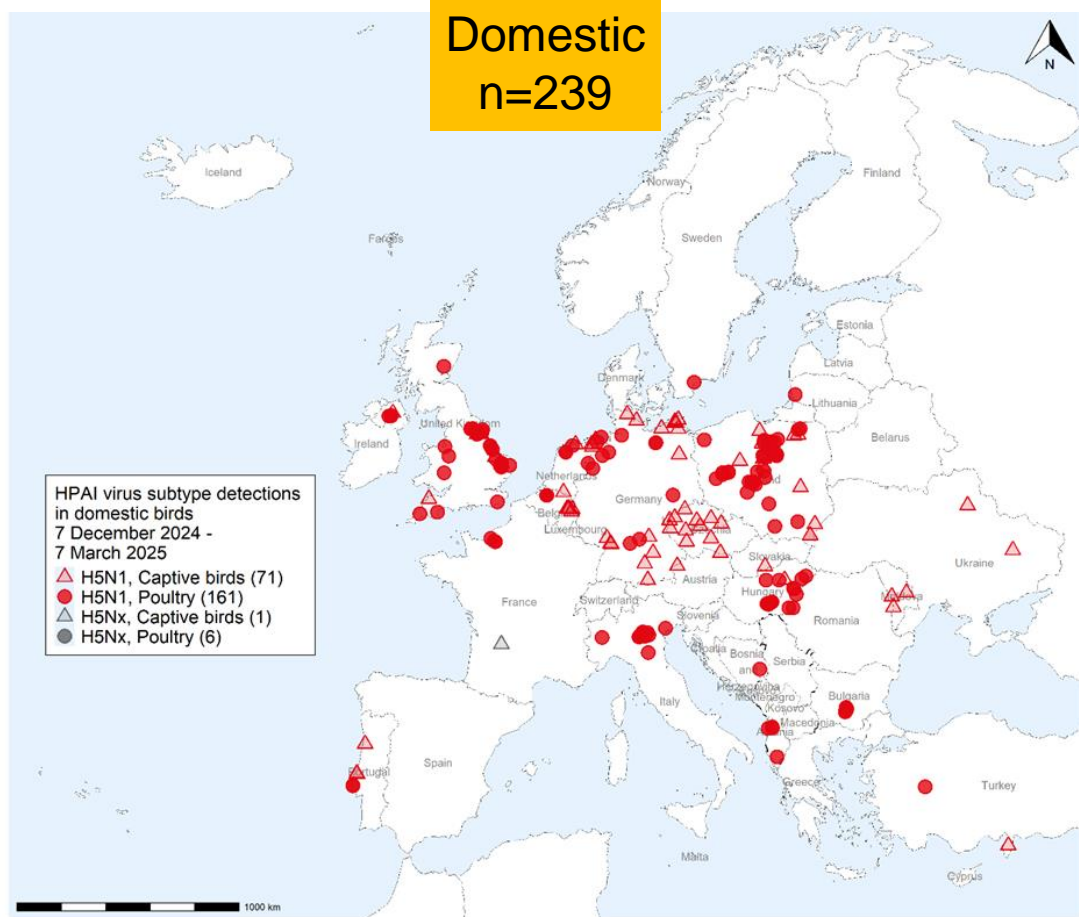 Domestic
n=239
N
Iceland
Norway
Finland
Faroes
Sweden
Estonia
Latvia
Denmark
Lithuania
United Kingdom
Ireland
Belarus
Netherlands
Germany
Luxembourg
Ukraine
Slovakia
Austria
Hungary
France
Switzerland
Slovenia
Romania
Croatia
Bosnia
and
Herzegovina
Serbia
Montenegro
Kosovo
Bulgaria
Italy
Macedonia
Portugal
Spain
Greece
Turkey
Malta
Cyprus
HPAI virus subtype detections
in domestic birds
7 December 2024 -
7 March 2025
H5N1, Captive birds (71)
H5N1, Poultry (161)
H5Nx, Captive birds (1)
H5Nx, Poultry (6)
1000 km